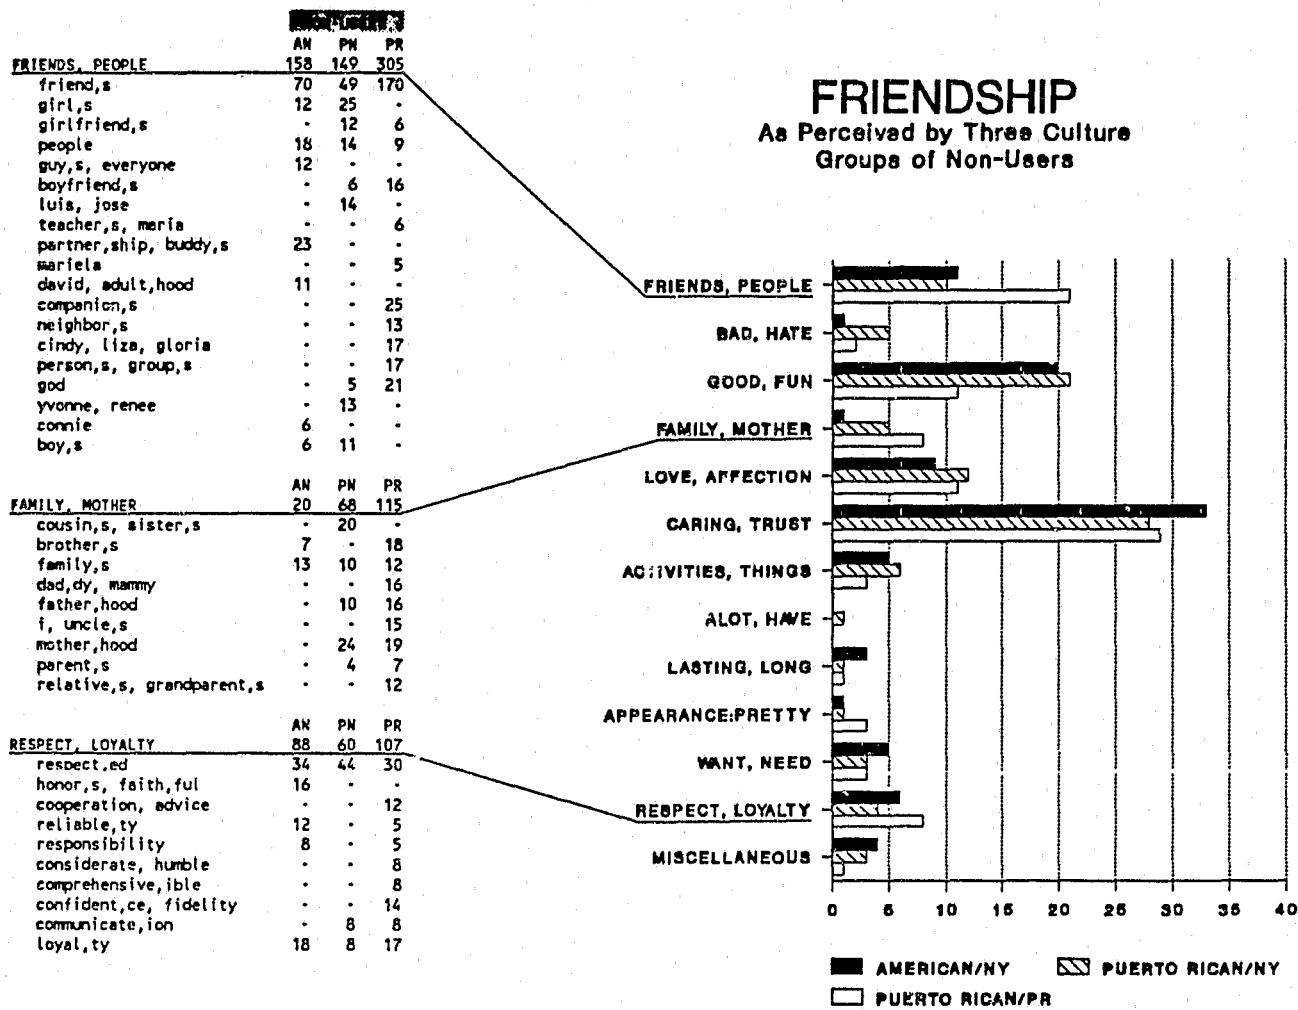 AN PN PR
FRIENDS, PEOPLE 158 149 305
friend,s 70 49 170
girl,s 12 25 -
girlfriend,s - 12 6
people 18 14 9
guy,s, everyone 12 - -
boyfriend,s - 6 16
luis, jose - 14 -
teacher,s, maria - - 6
partner,ship, buddy,s 23 - -
mariela - - 5
david, adult,hood 11 - -
companion,s - - 25
neighbor,s - - 13
cindy, liza, gloria - - 17
person,s, group,s - - 17
god - 5 21
yvonne, renee - 13 -
connie 6 - -
boy,s 6 11 -
AN PN PR
FAMILY, MOTHER 20 68 115
cousin,s, sister,s - 20 -
brother,s 7 - 18
family,s 13 10 12
dad,dy, mammy - - 16
father,hood - 10 16
i, uncle,s - - 15
mother,hood - 24 19
parent,s - 4 7
relative,s, grandparent,s - - 12
AN PN PR
RESPECT, LOYALTY 88 60 107
respect,ed 34 44 30
honor,s, faith,ful 16 - -
cooperation, advice - - 12
reliable,ty 12 - 5
responsibility 8 - 5
considerate, humble - - 8
comprehensive,ible - - 8
confident,ce, fidelity - - 14
communicate,ion - 8 8
loyal,ty 18 8 17
FRIENDSHIP
As Perceived by Three Culture
Groups of Non-Users
FRIENDS, PEOPLE
BAD, HATE
GOOD, FUN
FAMILY, MOTHER
LOVE, AFFECTION
CARING, TRUST
ACTIVITIES, THINGS
ALOT, HAVE
LASTING, LONG
APPEARANCE:PRETTY
WANT, NEED
RESPECT, LOYALTY
MISCELLANEOUS
0 5 10 15 20 25 30 35 40
AMERICAN/NY PUERTO RICAN/NY
PUERTO RICAN/PR